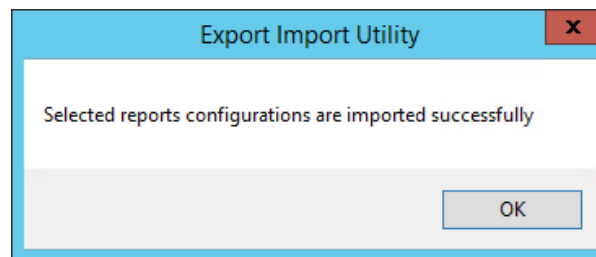 Export Import Utility
x
Selected reports configurations are imported successfully
OK